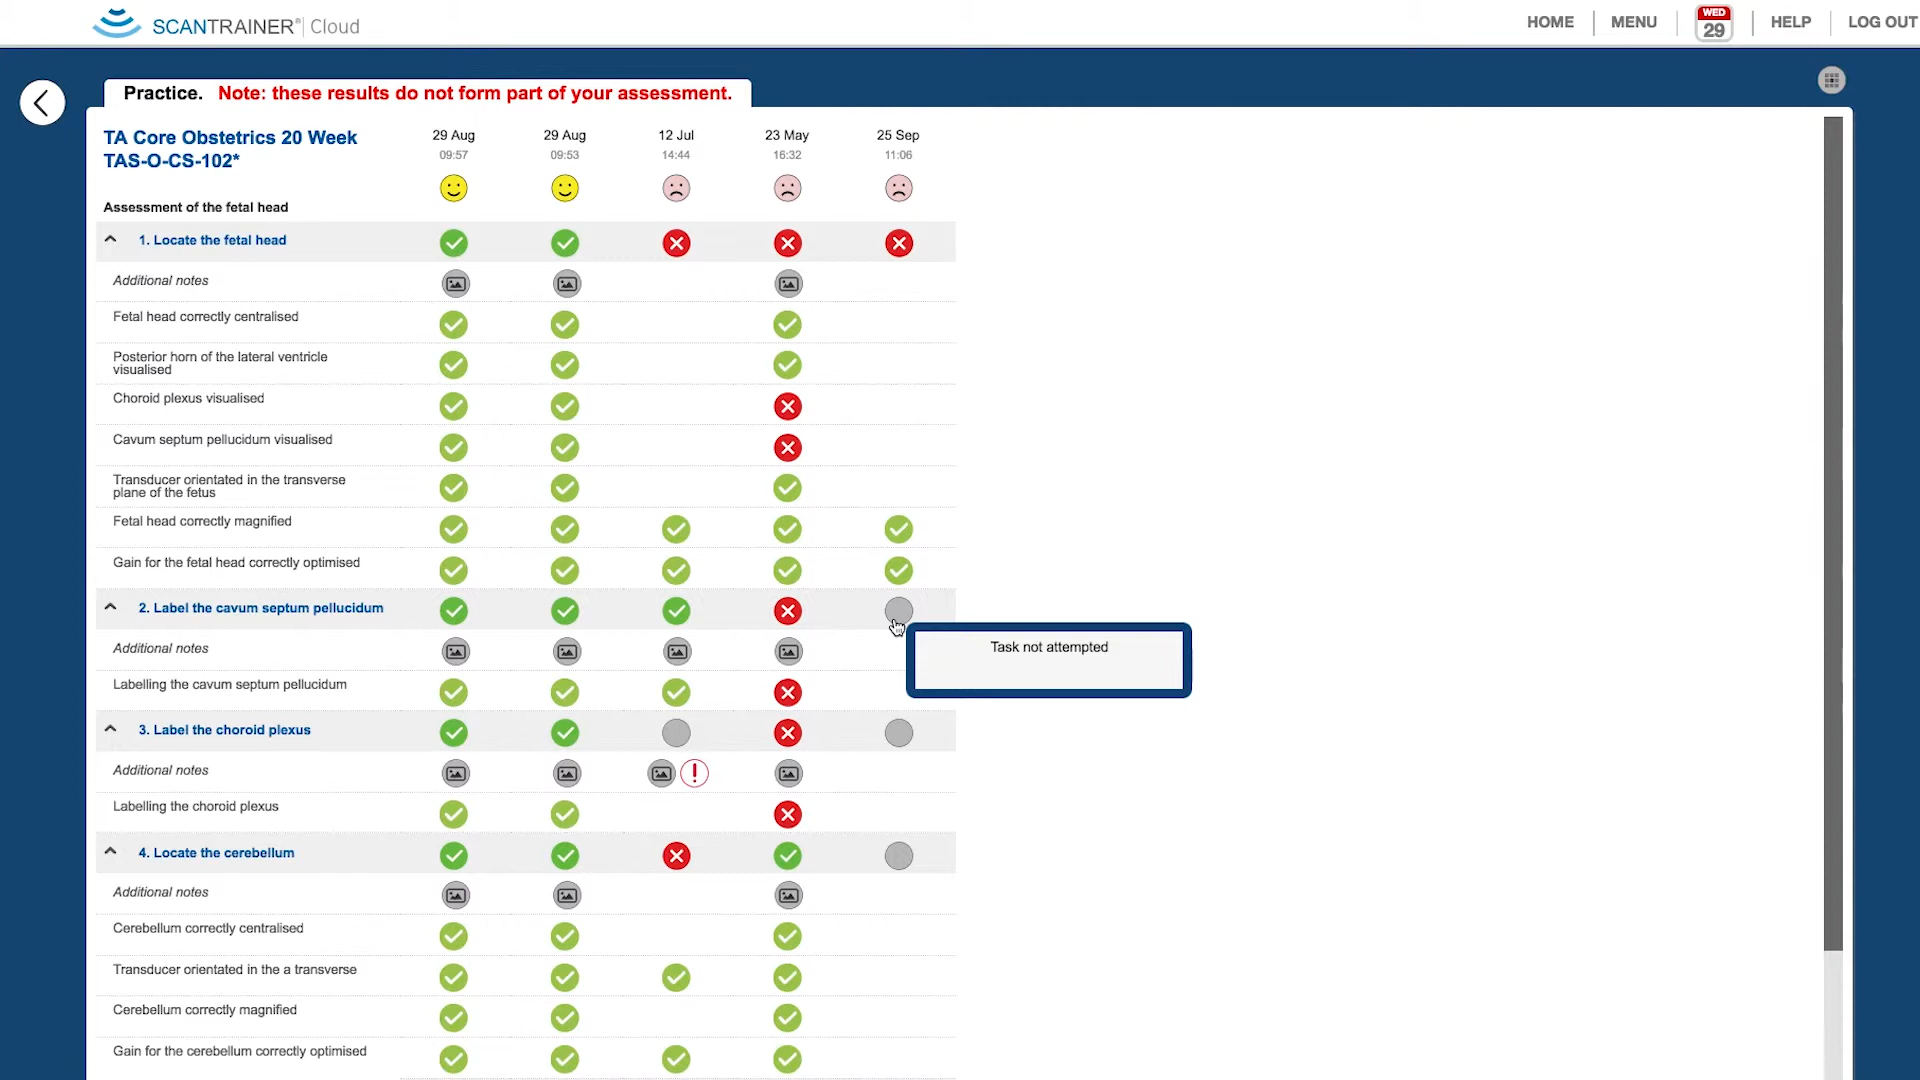 SCANTRAINER® Cloud
HOME MENU WED 29 HELP LOG OUT
Practice. Note: these results do not form part of your assessment.
TA Core Obstetrics 20 Week
TAS-O-CS-102*
29 Aug 29 Aug 12 Jul 23 May 25 Sep
09:57 09:53 14:44 16:32 11:06
Assessment of the fetal head
1. Locate the fetal head
Additional notes
Fetal head correctly centralised
Posterior horn of the lateral ventricle
visualised
Choroid plexus visualised
Cavum septum pellucidum visualised
Transducer orientated in the transverse
plane of the fetus
Fetal head correctly magnified
Gain for the fetal head correctly optimised
2. Label the cavum septum pellucidum
Additional notes
Task not attempted
Labelling the cavum septum pellucidum
3. Label the choroid plexus
Additional notes
!
Labelling the choroid plexus
4. Locate the cerebellum
Additional notes
Cerebellum correctly centralised
Transducer orientated in the a transverse
Cerebellum correctly magnified
Gain for the cerebellum correctly optimised